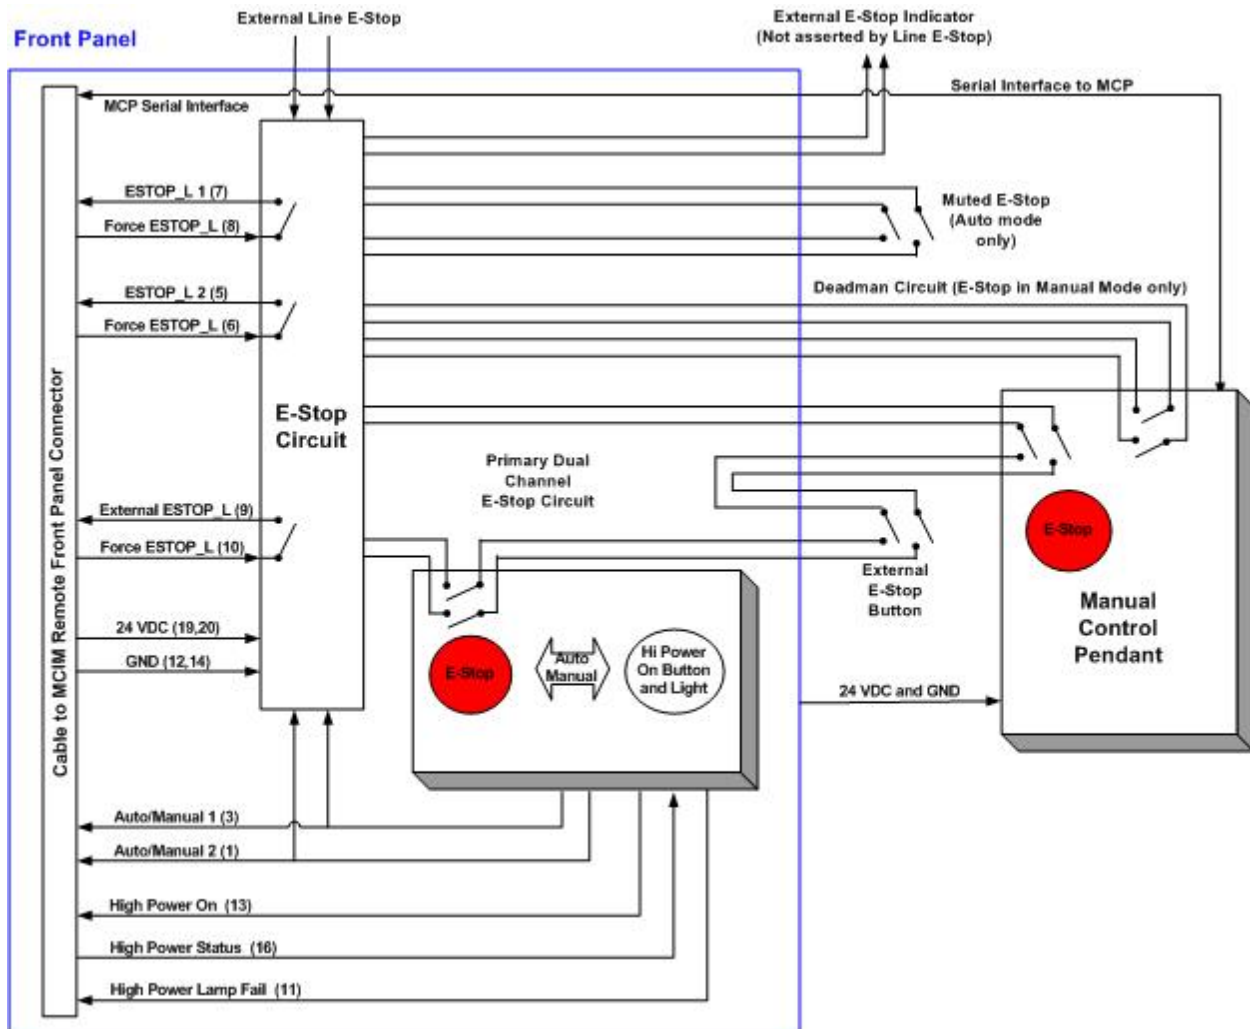 External Line E-Stop
External E-Stop Indicator
(Not asserted by Line E-Stop)
Front Panel
Serial Interface to MCP
MCP Serial Interface
ESTOP_L 1 (7)
Force ESTOP_L (8)
Muted E-Stop
(Auto mode
only)
ESTOP_L 2 (5)
Force ESTOP_L (6)
Deadman Circuit (E-Stop in Manual Mode only)
Cable to MCIM Remote Front Panel Connector
E-Stop
Circuit
Primary Dual
Channel
E-Stop Circuit
External ESTOP_L (9)
Force ESTOP_L (10)
E-Stop
External
E-Stop
Button
Manual
Control
Pendant
24 VDC (19,20)
GND (12,14)
E-Stop
Auto
Manual
Hi Power
On Button
and Light
24 VDC and GND
Auto/Manual 1 (3)
Auto/Manual 2 (1)
High Power On (13)
High Power Status (16)
High Power Lamp Fail (11)